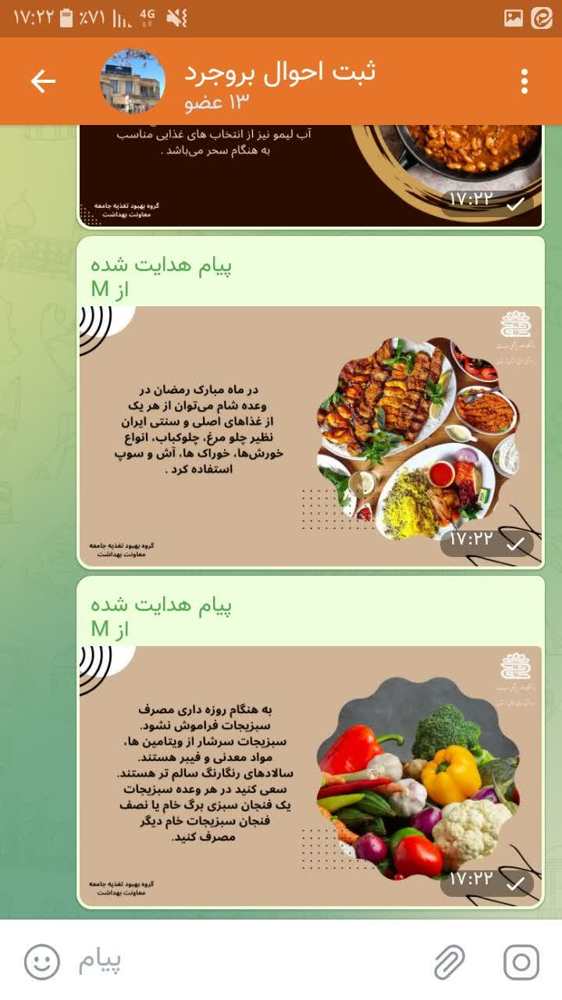 ۱۷:۲۲ ٪۷۱ 4G
ثبت احوال بروجرد
۱۳ عضو
آب لیمو نیز از انتخاب های غذایی مناسب
به هنگام سحر می‌باشد .
گروه بهبود تغذیه جامعه
معاونت بهداشت
۱۷:۲۲
پیام هدایت شده
از M
در ماه مبارک رمضان در
وعده شام می‌توان از هر یک
از غذاهای اصلی و سنتی ایران
نظیر چلو مرغ، چلوکباب، انواع
خورش‌ها، خوراک ها، آش و سوپ
استفاده کرد .
گروه بهبود تغذیه جامعه
معاونت بهداشت
۱۷:۲۲
پیام هدایت شده
از M
به هنگام روزه داری مصرف
سبزیجات فراموش نشود.
سبزیجات سرشار از ویتامین ها،
مواد معدنی و فیبر هستند.
سالادهای رنگارنگ سالم تر هستند.
سعی کنید در هر وعده سبزیجات
یک فنجان سبزی برگ خام یا نصف
فنجان سبزیجات خام دیگر
مصرف کنید.
گروه بهبود تغذیه جامعه
معاونت بهداشت
۱۷:۲۲
پیام